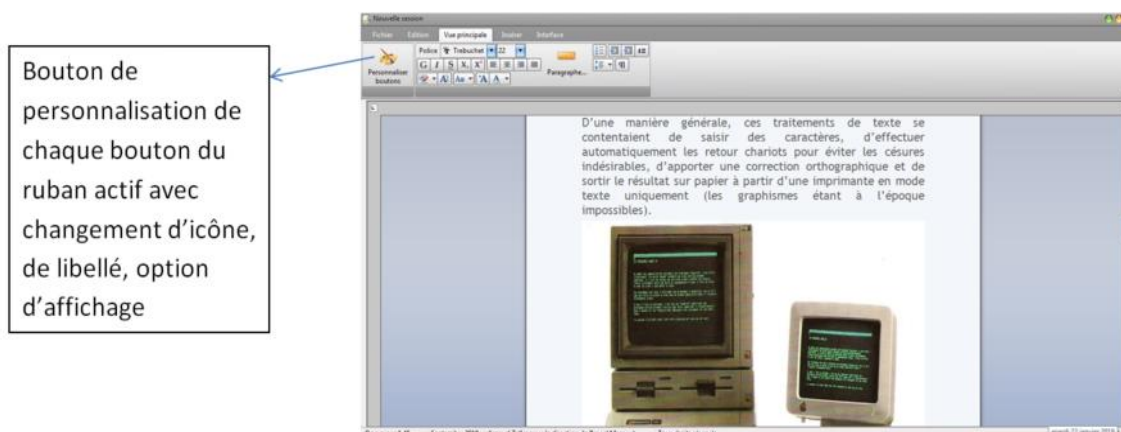 Bouton de
personnalisation de
chaque bouton du
ruban actif avec
changement d'icône,
de libellé, option
d'affichage
Nouvelle session
Fichier Edition Vue principale Insérer Interface
Personnaliser
boutons
Police Trebuchet 22
G I S X, X²
Paragraphe...
D'une manière générale, ces traitements de texte se
contentaient de saisir des caractères, d'effectuer
automatiquement les retour chariots pour éviter les césures
indésirables, d'apporter une correction orthographique et de
sortir le résultat sur papier à partir d'une imprimante en mode
texte uniquement (les graphismes étant à l'époque
impossibles).